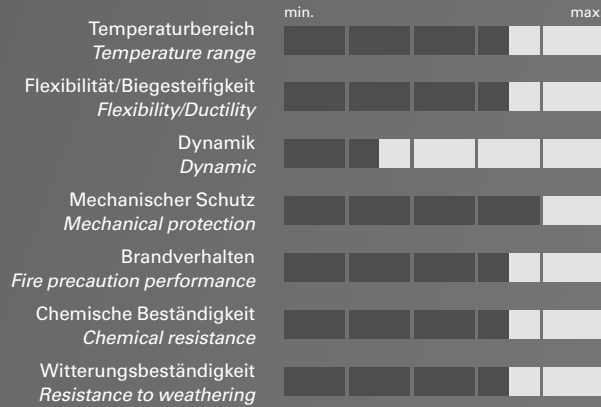 min. max
Temperaturbereich
Temperature range
Flexibilität/Biegesteifigkeit
Flexibility/Ductility
Dynamik
Dynamic
Mechanischer Schutz
Mechanical protection
Brandverhalten
Fire precaution performance
Chemische Beständigkeit
Chemical resistance
Witterungsbeständigkeit
Resistance to weathering